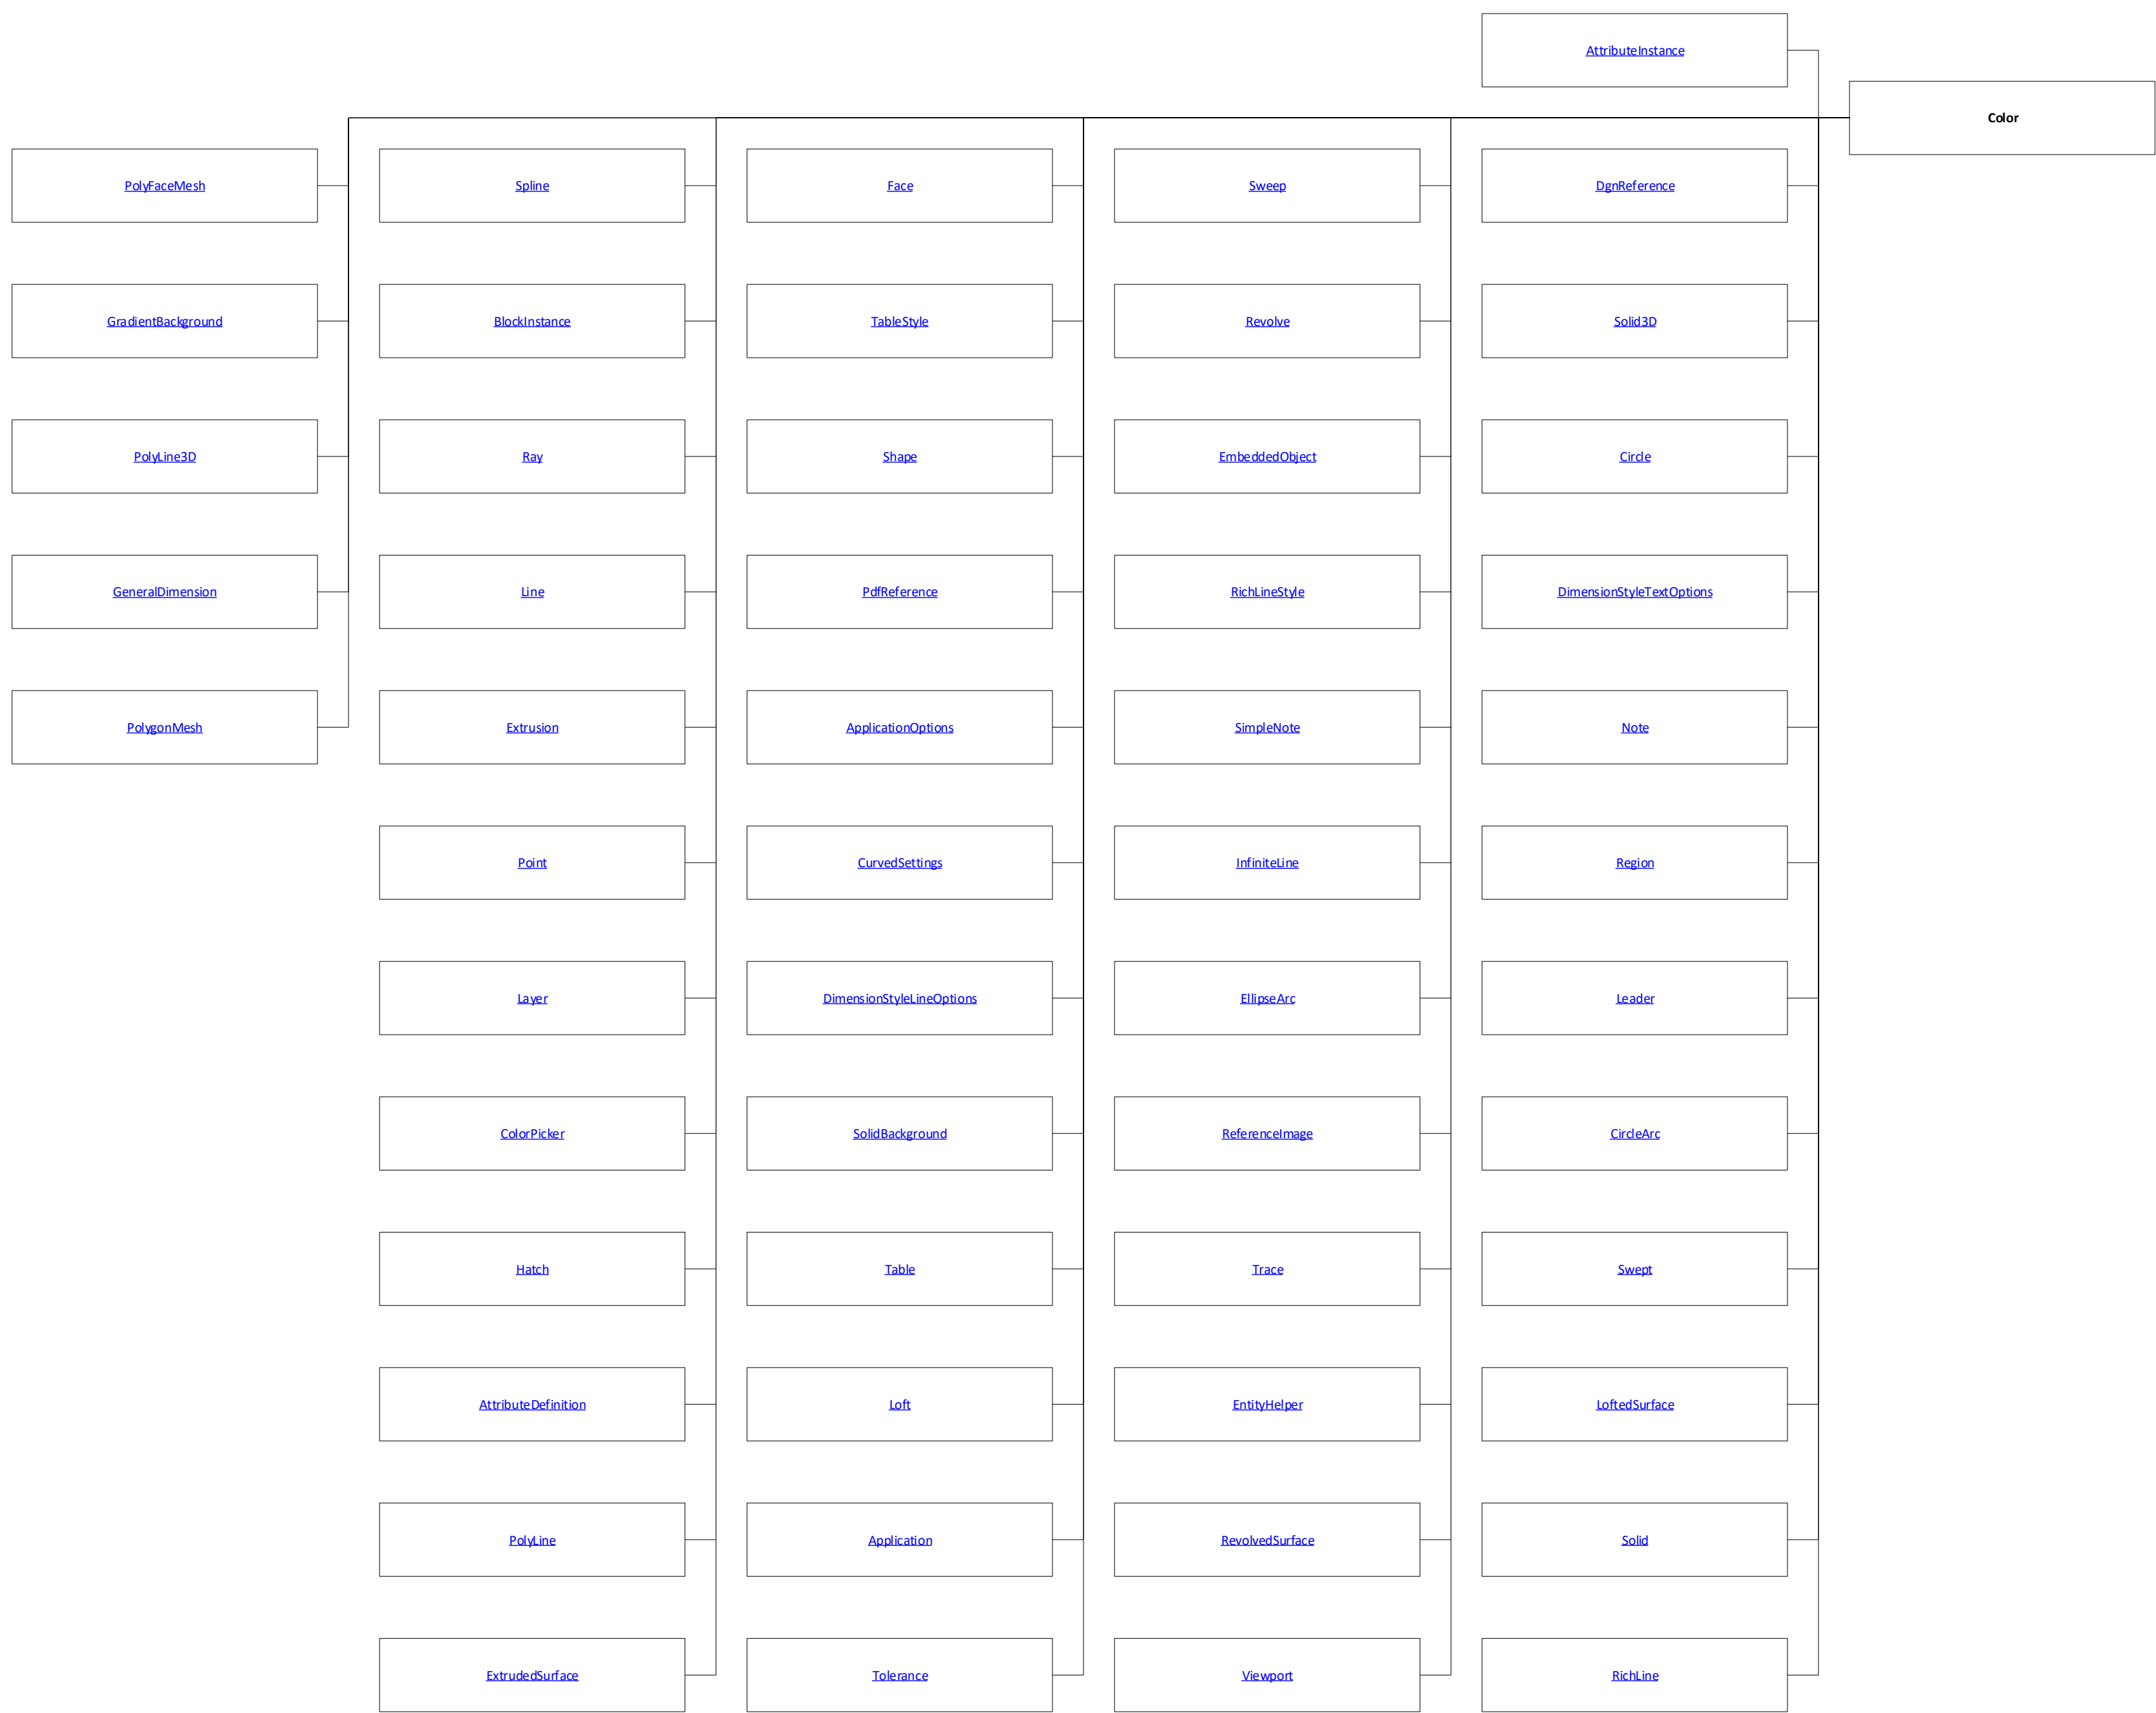 AttributeInstance
Color
PolyFaceMesh
Spline
Face
Sweep
DgnReference
GradientBackground
BlockInstance
TableStyle
Revolve
Solid3D
PolyLine3D
Ray
Shape
EmbeddedObject
Circle
GeneralDimension
Line
PdfReference
RichLineStyle
DimensionStyleTextOptions
PolygonMesh
Extrusion
ApplicationOptions
SimpleNote
Note
Point
CurvedSettings
InfiniteLine
Region
Layer
DimensionStyleLineOptions
EllipseArc
Leader
ColorPicker
SolidBackground
ReferenceImage
CircleArc
Hatch
Table
Trace
Swept
AttributeDefinition
Loft
EntityHelper
LoftedSurface
PolyLine
Application
RevolvedSurface
Solid
ExtrudedSurface
Tolerance
Viewport
RichLine